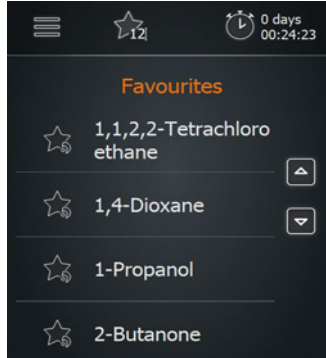 12
0 days
00:24:23
Favourites
1,1,2,2-Tetrachloro
ethane
1,4-Dioxane
1-Propanol
2-Butanone